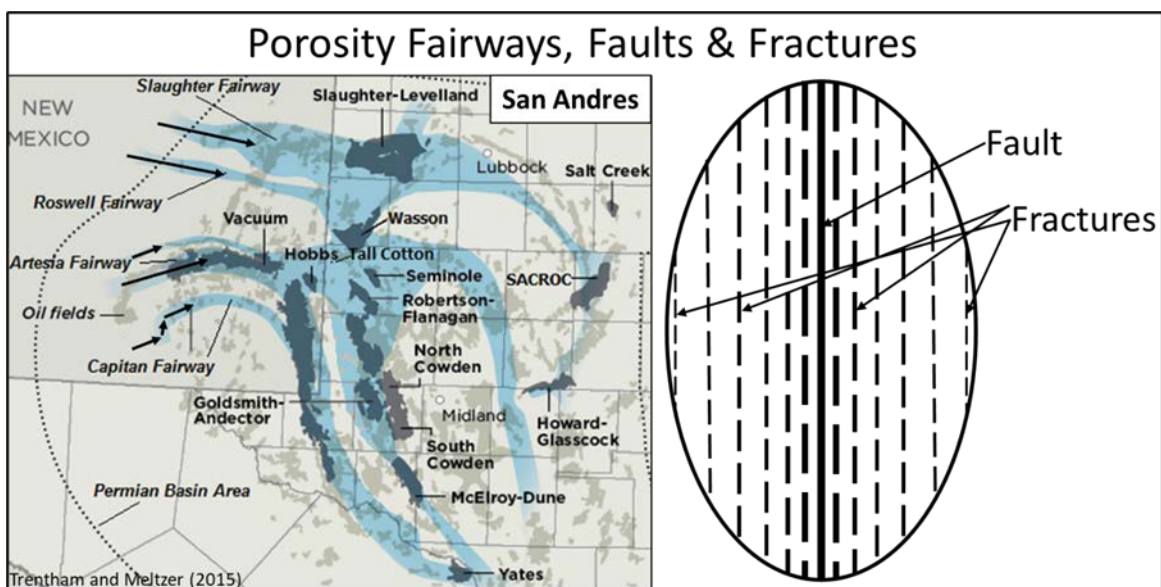 Porosity Fairways, Faults & Fractures
NEW
MEXICO
Slaughter Fairway
Slaughter-Levelland
San Andres
Lubbock
Salt Creek
Roswell Fairway
Vacuum
Wasson
Artesia Fairway
Hobbs
Tall Cotton
Seminole
SACROC
Oil fields
Robertson-
Flanagan
Capitan Fairway
North
Cowden
Goldsmith-
Andector
Midland
Howard-
Glasscock
South
Cowden
Permian Basin Area
McElroy-Dune
Yates
Trentham and Meltzer (2015)
Fault
Fractures